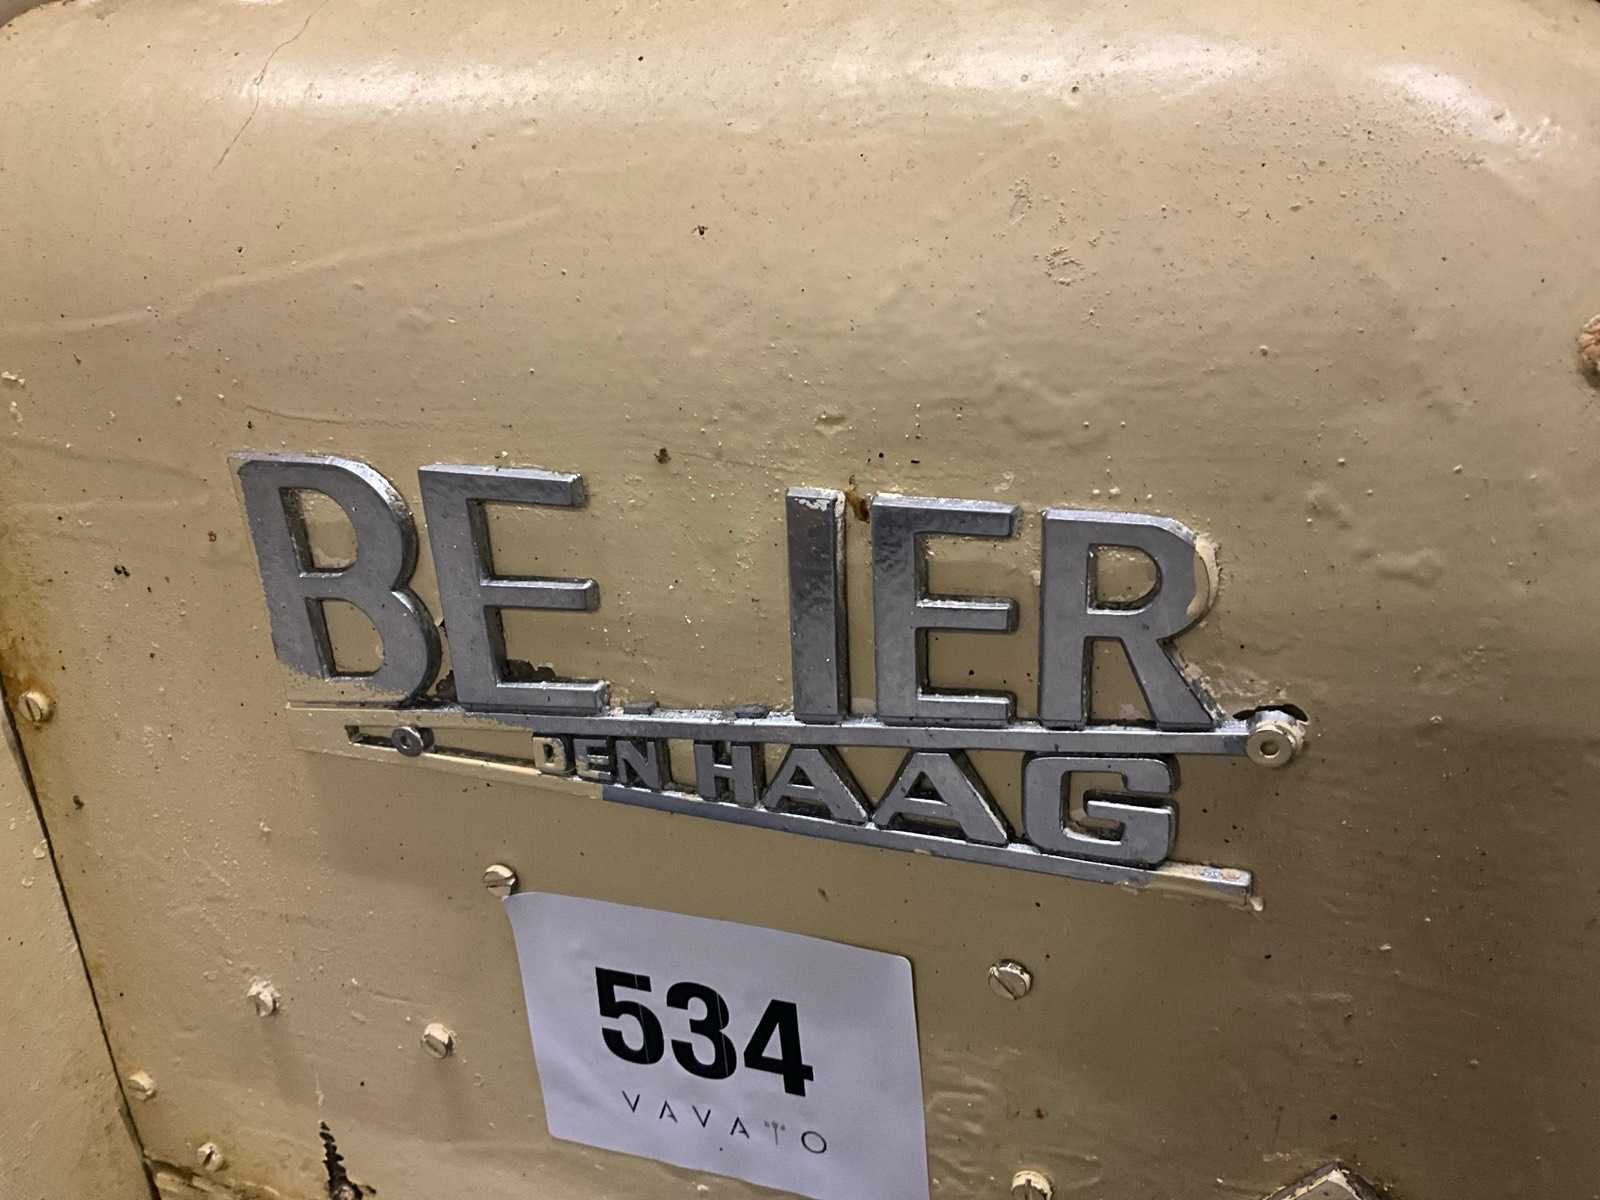 BE IER
DEN HAAG
534
VAVATO